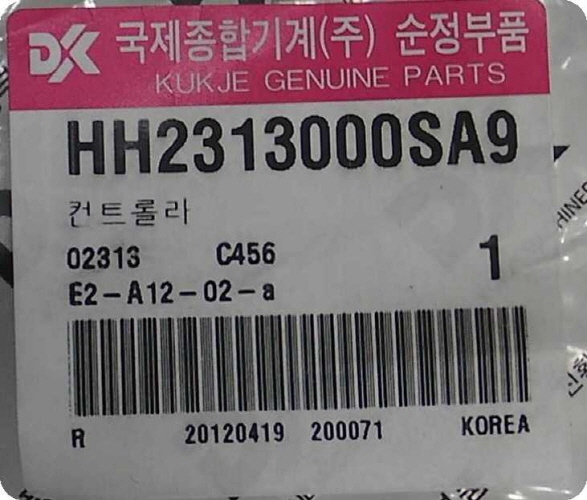 DK 국제종합기계(주) 순정부품
KUKJE GENUINE PARTS
HH2313000SA9
컨트롤라
02313 C456 1
E2-A12-02-a
R 20120419 200071 KOREA